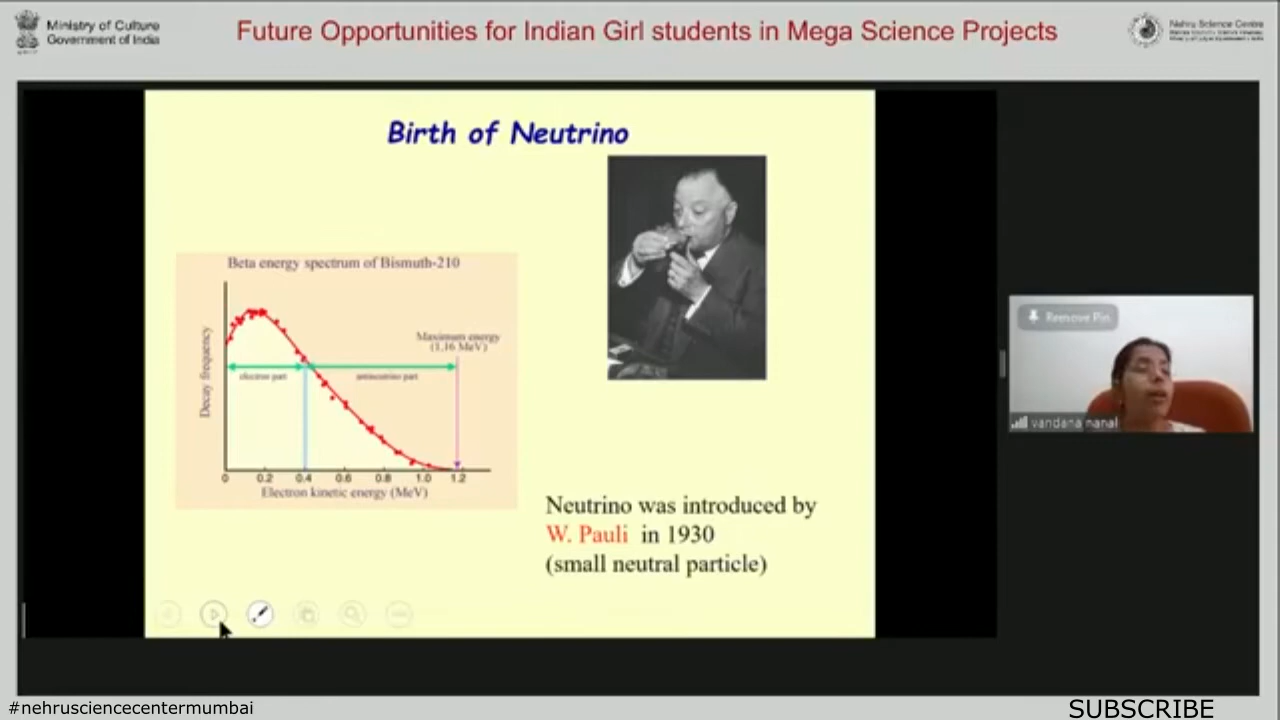 Ministry of Culture
Government of India
Future Opportunities for Indian Girl students in Mega Science Projects
Nehru Science Centre
Birth of Neutrino
Beta energy spectrum of Bismuth-210
Maximum energy
(1.16 MeV)
electron part
antineutrino part
Decay frequency
0 0.2 0.4 0.6 0.8 1.0 1.2
Electron kinetic energy (MeV)
Neutrino was introduced by
W. Pauli in 1930
(small neutral particle)
Remove Pin
vandana nanal
#nehrusciencecentermumbai
SUBSCRIBE